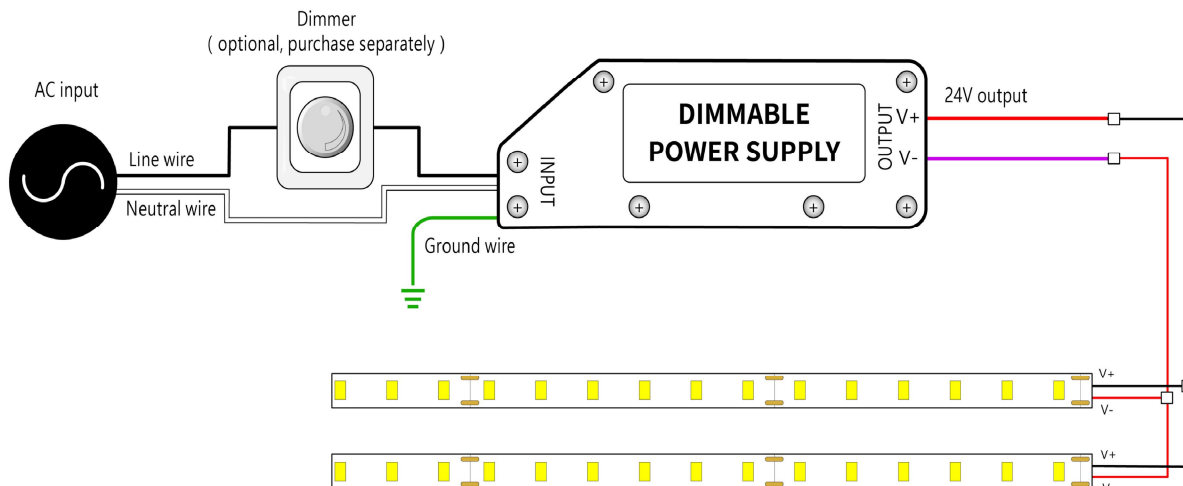 Dimmer
( optional, purchase separately )
AC input
Line wire
Neutral wire
Ground wire
INPUT
DIMMABLE
POWER SUPPLY
OUTPUT
V+
V-
24V output
V+
V-
V+